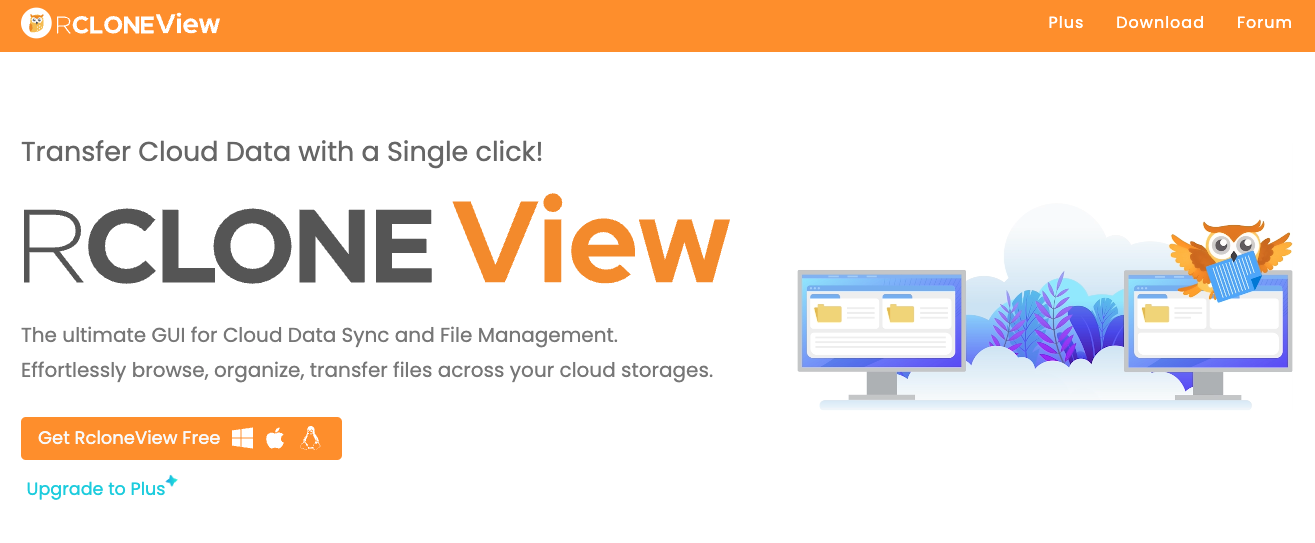 RCLONEView
Plus Download Forum
Transfer Cloud Data with a Single click!
RCLONE View
The ultimate GUI for Cloud Data Sync and File Management.
Effortlessly browse, organize, transfer files across your cloud storages.
Get RcloneView Free
Upgrade to Plus